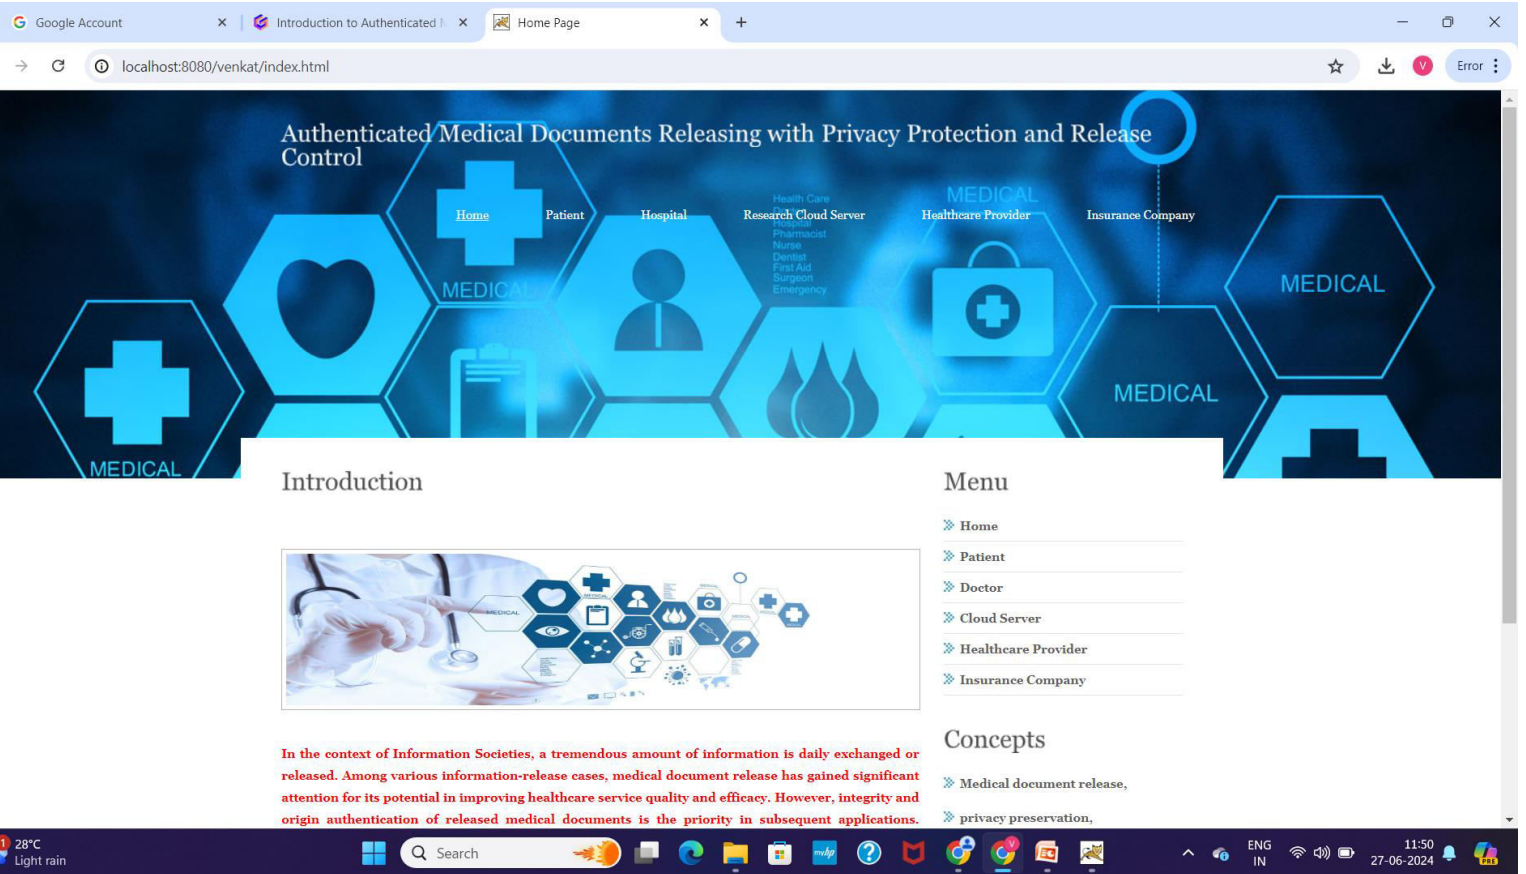 Google Account
Introduction to Authenticated
Home Page
localhost:8080/venkat/index.html
V
Error
Authenticated Medical Documents Releasing with Privacy Protection and Release
Control
Home Patient Hospital Research Cloud Server Healthcare Provider Insurance Company
MEDICAL
Health Care
Hospital
Pharmacist
Nurse
Dentist
First Aid
Surgeon
Emergency
MEDICAL
MEDICAL
MEDICAL
MEDICAL
Introduction
MEDICAL
In the context of Information Societies, a tremendous amount of information is daily exchanged or
released. Among various information-release cases, medical document release has gained significant
attention for its potential in improving healthcare service quality and efficacy. However, integrity and
origin authentication of released medical documents is the priority in subsequent applications.
Menu
Home
Patient
Doctor
Cloud Server
Healthcare Provider
Insurance Company
Concepts
Medical document release,
privacy preservation,
1
28°C
Light rain
Search
myhp
V
ENG
IN
11:50
27-06-2024
PRE